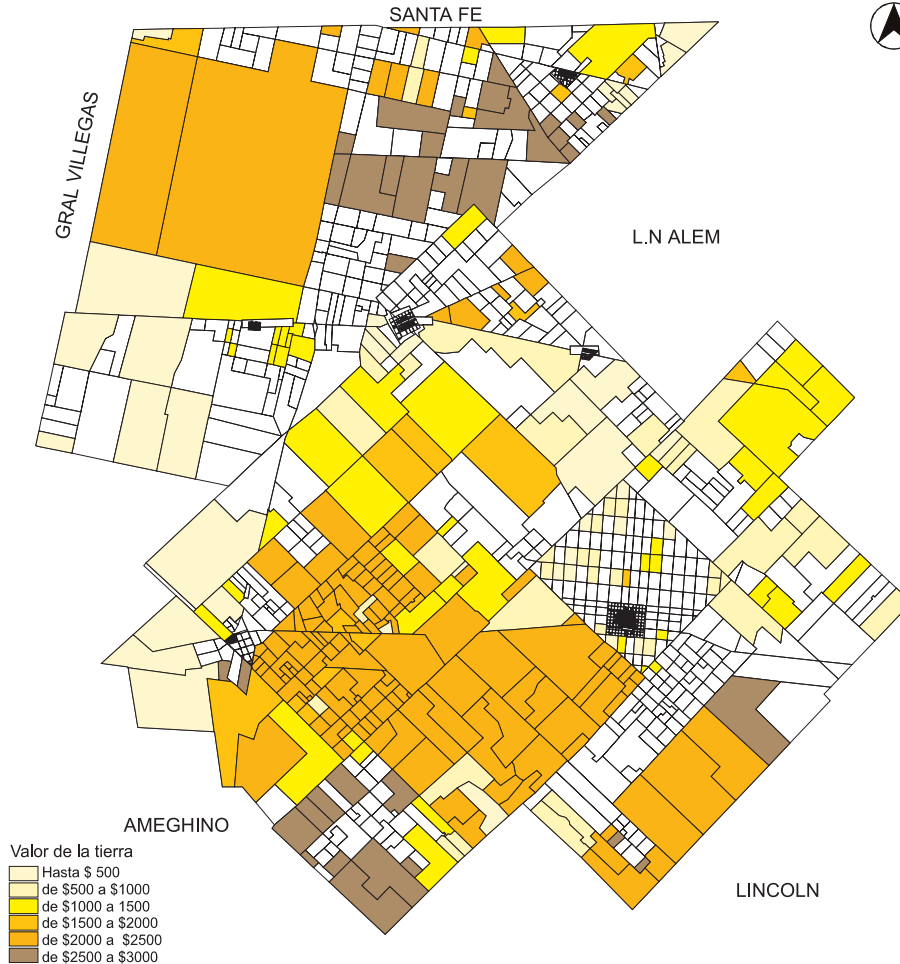 SANTA FE
GRAL VILLEGAS
L.N ALEM
AMEGHINO
LINCOLN
Valor de la tierra
Hasta $ 500
de $500 a $1000
de $1000 a 1500
de $1500 a $2000
de $2000 a $2500
de $2500 a $3000